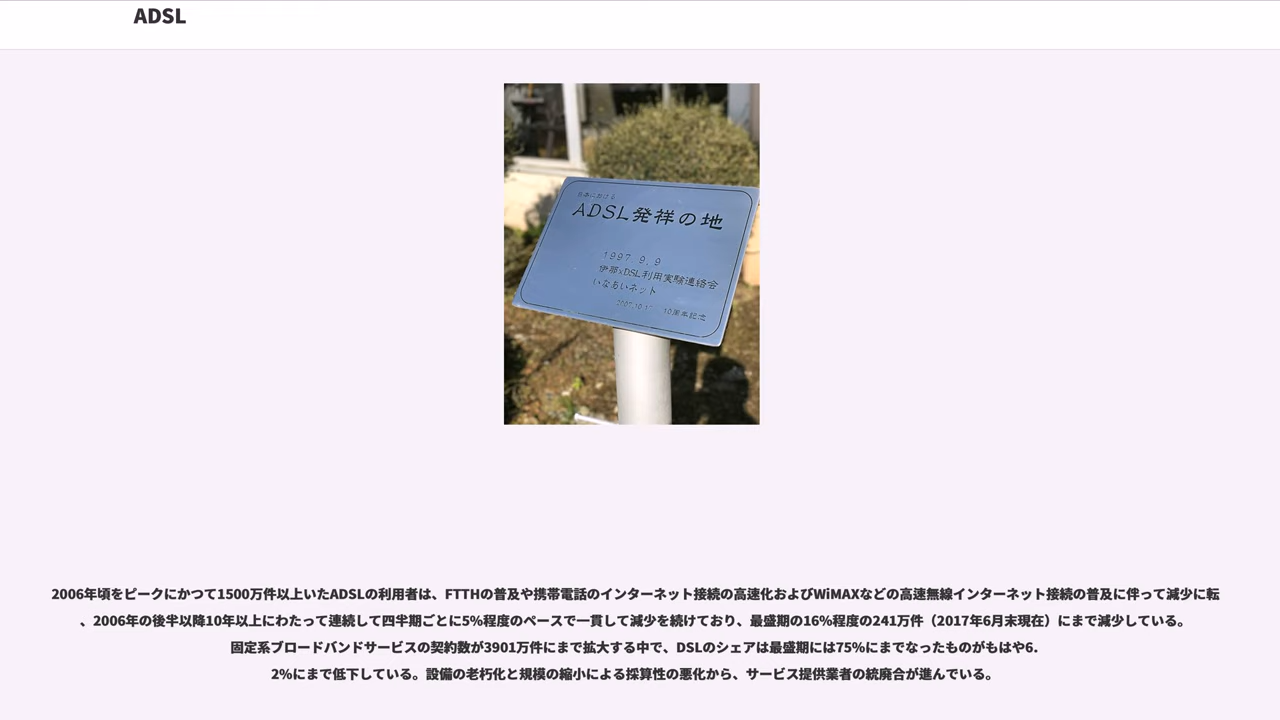 ADSL
日本における
ADSL発祥の地
1997.9.9
伊那xDSL利用実験連絡会
いなあいネット
10周年記念
2006年頃をピークにかつて1500万件以上いたADSLの利用者は、FTTHの普及や携帯電話のインターネット接続の高速化およびWiMAXなどの高速無線インターネット接続の普及に伴って減少に転
、2006年の後半以降10年以上にわたって連続して四半期ごとに5%程度のペースで一貫して減少を続けており、最盛期の16%程度の241万件（2017年6月末現在）にまで減少している。
固定系ブロードバンドサービスの契約数が3901万件にまで拡大する中で、DSLのシェアは最盛期には75%にまでなったものがもはや6.
2%にまで低下している。設備の老朽化と規模の縮小による採算性の悪化から、サービス提供業者の統廃合が進んでいる。